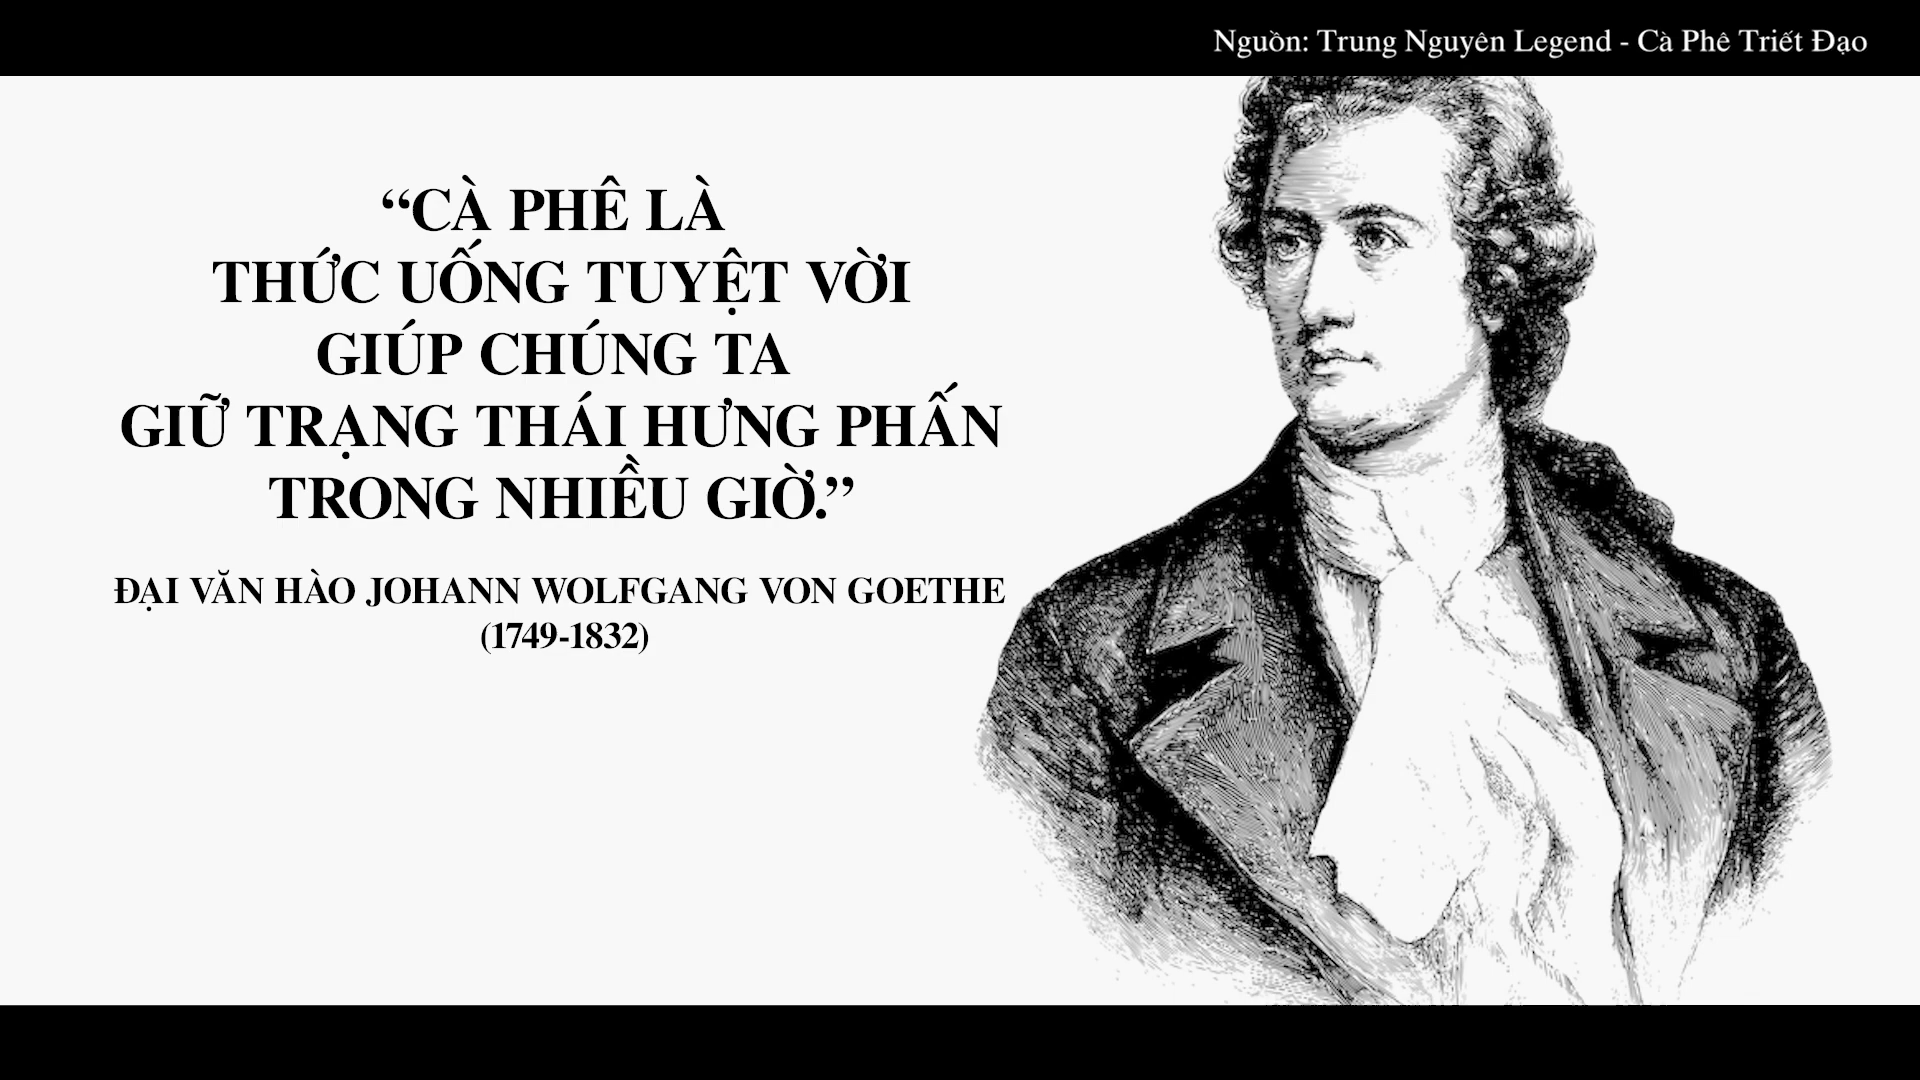 Nguồn: Trung Nguyên Legend - Cà Phê Triết Đạo
“CÀ PHÊ LÀ
THỨC UỐNG TUYỆT VỜI
GIÚP CHÚNG TA
GIỮ TRẠNG THÁI HƯNG PHẤN
TRONG NHIỀU GIỜ.”
ĐẠI VĂN HÀO JOHANN WOLFGANG VON GOETHE
(1749-1832)